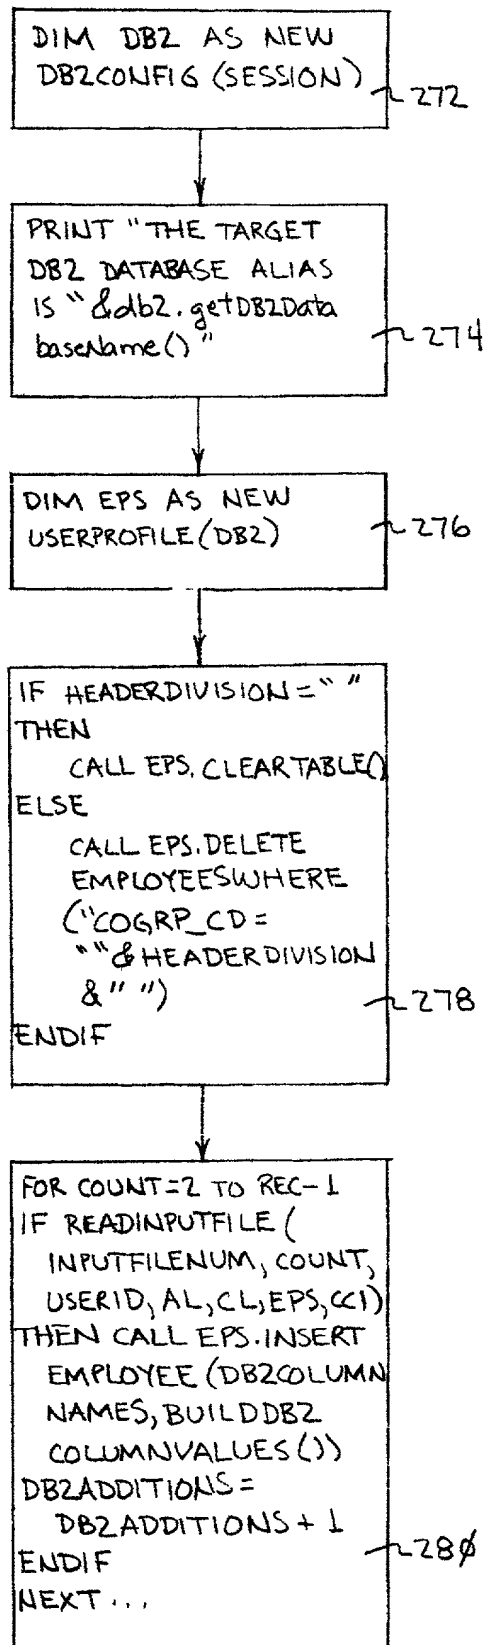 DIM DB2 AS NEW
DB2CONFIG (SESSION)
272
PRINT "THE TARGET
DB2 DATABASE ALIAS
IS "&db2.getDB2Data
baseName()"
274
DIM EPS AS NEW
USERPROFILE(DB2)
276
IF HEADERDIVISION = " "
THEN
CALL EPS.CLEARTABLE()
ELSE
CALL EPS.DELETE
EMPLOYEESWHERE
("COGRP_CD =
""&HEADERDIVISION
&" ")
278
ENDIF
FOR COUNT=2 TO REC-1
IF READINPUTFILE(
INPUTFILENUM, COUNT,
USERID, AL, CL, EPS, CCI)
THEN CALL EPS.INSERT
EMPLOYEE (DB2COLUMN
NAMES, BUILDDB2
COLUMNVALUES())
DB2ADDITIONS =
DB2ADDITIONS + 1
ENDIF
280
NEXT ...